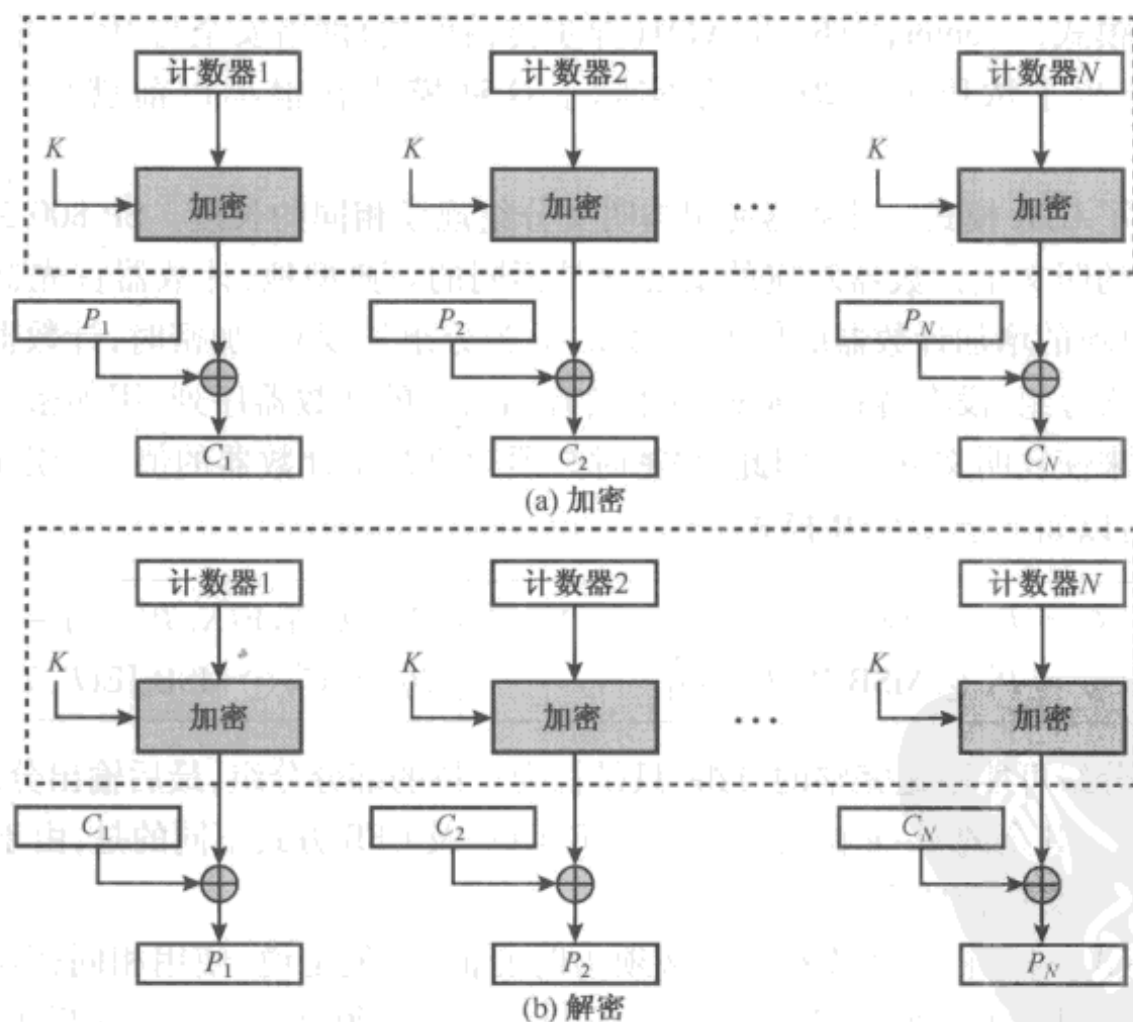 计数器1 计数器2 计数器N
K K K
加密 加密 ... 加密
P1 P2 PN
C1 C2 CN
(a) 加密
计数器1 计数器2 计数器N
K K K
加密 加密 ... 加密
C1 C2 CN
P1 P2 PN
(b) 解密